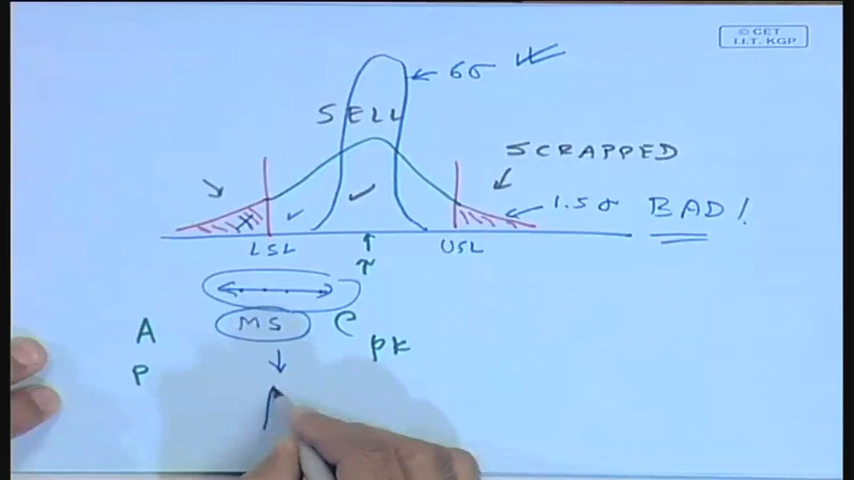 © CET
I.I.T. KGP
6σ
SELL
SCRAPPED
1.5σ BAD!
LSL
USL
τ
MS
C
pk
A
P